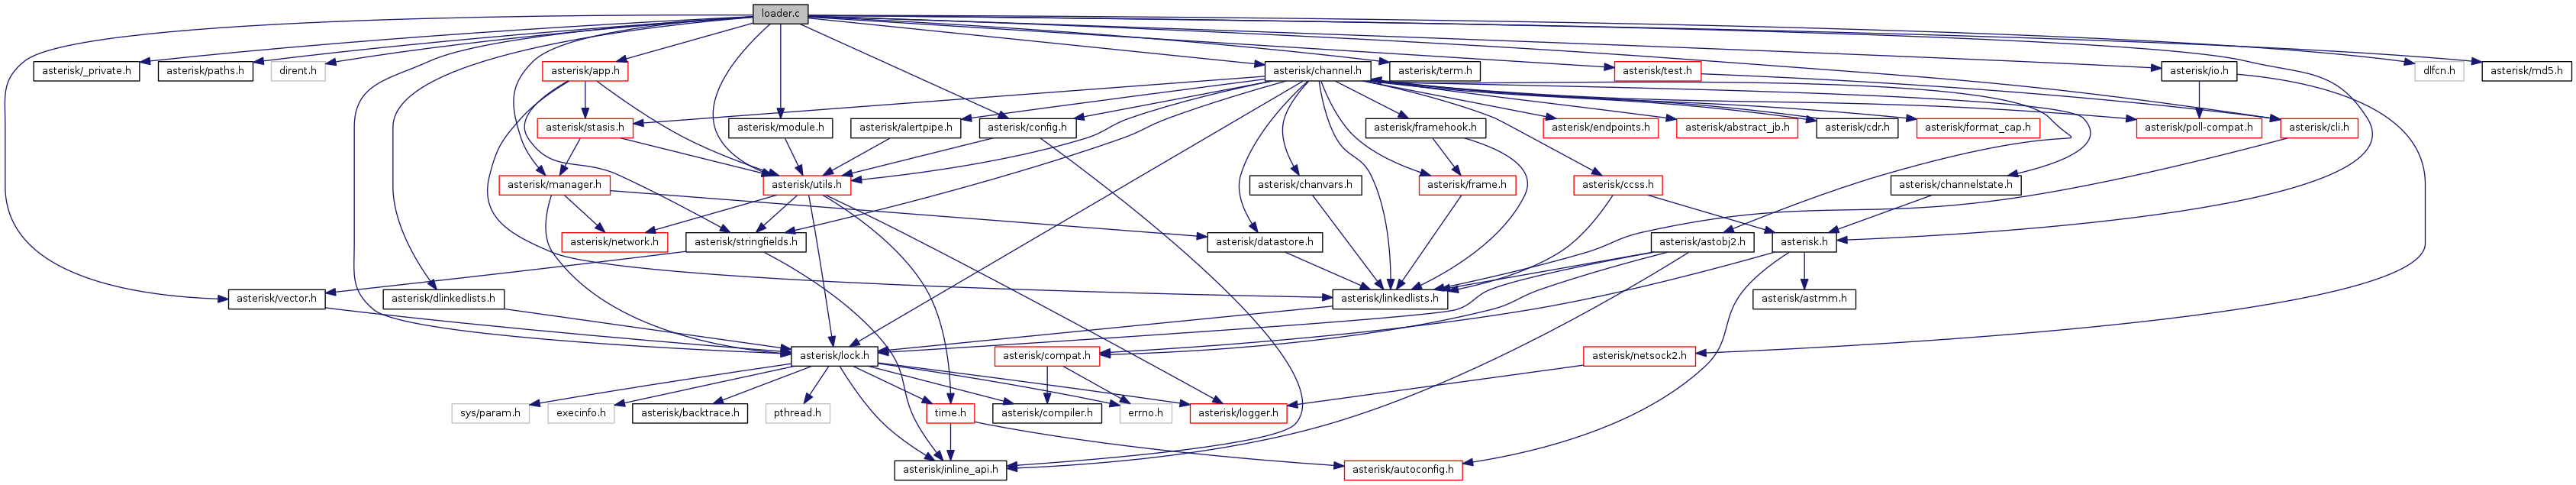 loader.c
asterisk/_private.h
asterisk/paths.h
dirent.h
asterisk/app.h
asterisk/channel.h
asterisk/term.h
asterisk/test.h
asterisk/io.h
dlfcn.h
asterisk/md5.h
asterisk/stasis.h
asterisk/module.h
asterisk/alertpipe.h
asterisk/config.h
asterisk/framehook.h
asterisk/endpoints.h
asterisk/abstract_jb.h
asterisk/cdr.h
asterisk/format_cap.h
asterisk/poll-compat.h
asterisk/cli.h
asterisk/manager.h
asterisk/utils.h
asterisk/chanvars.h
asterisk/frame.h
asterisk/ccss.h
asterisk/channelstate.h
asterisk/network.h
asterisk/stringfields.h
asterisk/datastore.h
asterisk/astobj2.h
asterisk.h
asterisk/vector.h
asterisk/dlinkedlists.h
asterisk/linkedlists.h
asterisk/astmm.h
asterisk/lock.h
asterisk/compat.h
asterisk/netsock2.h
sys/param.h
execinfo.h
asterisk/backtrace.h
pthread.h
time.h
asterisk/compiler.h
errno.h
asterisk/logger.h
asterisk/inline_api.h
asterisk/autoconfig.h